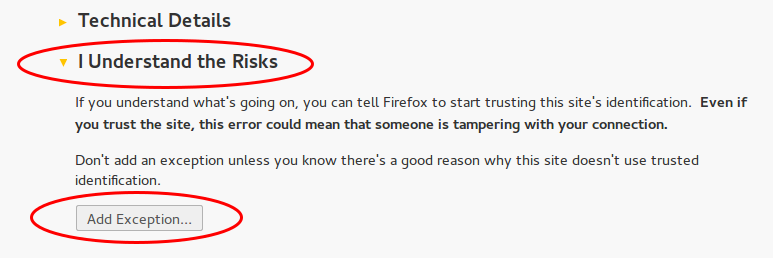 Technical Details
I Understand the Risks
If you understand what's going on, you can tell Firefox to start trusting this site's identification. Even if
you trust the site, this error could mean that someone is tampering with your connection.
Don't add an exception unless you know there's a good reason why this site doesn't use trusted
identification.
Add Exception...